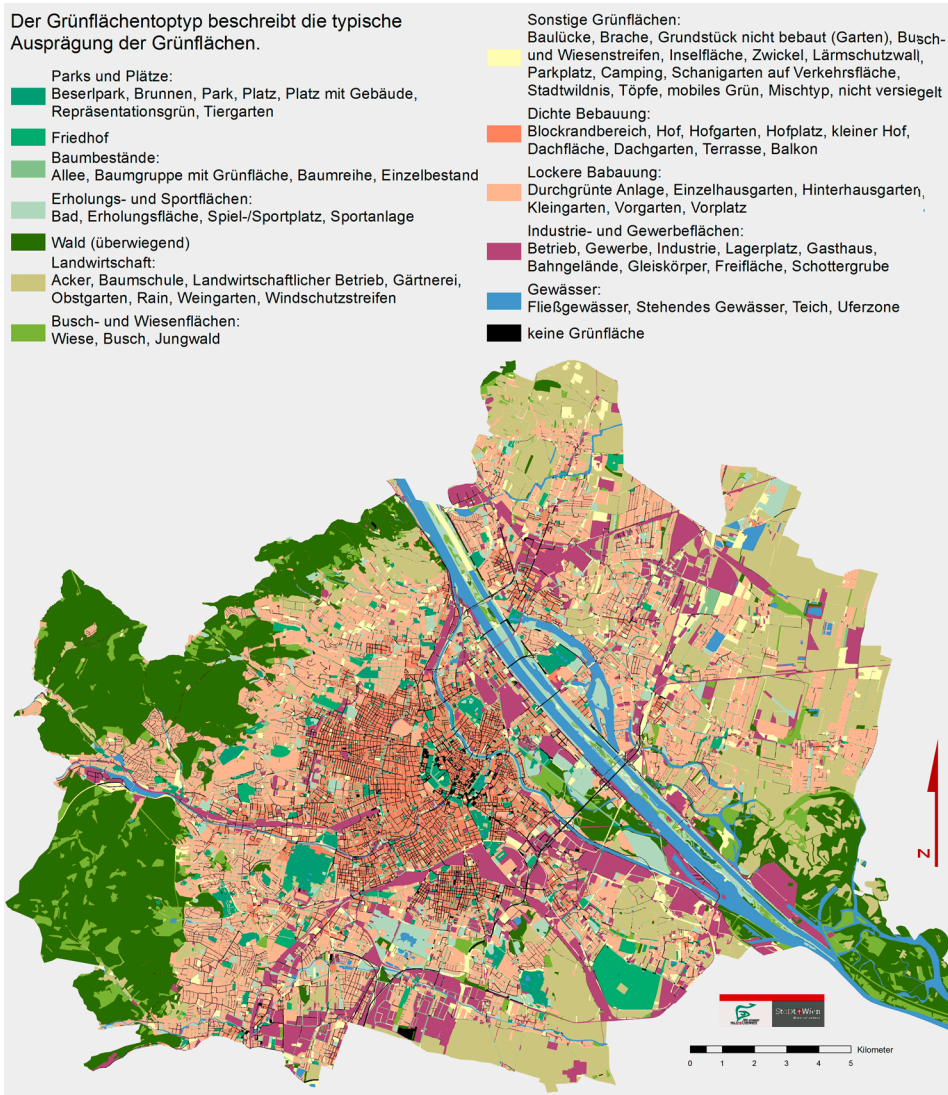 Der Grünflächentoptyp beschreibt die typische
Ausprägung der Grünflächen.
Parks und Plätze:
Beserlpark, Brunnen, Park, Platz, Platz mit Gebäude,
Repräsentationsgrün, Tiergarten
Friedhof
Baumbestände:
Allee, Baumgruppe mit Grünfläche, Baumreihe, Einzelbestand
Erholungs- und Sportflächen:
Bad, Erholungsfläche, Spiel-/Sportplatz, Sportanlage
Wald (überwiegend)
Landwirtschaft:
Acker, Baumschule, Landwirtschaftlicher Betrieb, Gärtnerei,
Obstgarten, Rain, Weingarten, Windschutzstreifen
Busch- und Wiesenflächen:
Wiese, Busch, Jungwald
Sonstige Grünflächen:
Baulücke, Brache, Grundstück nicht bebaut (Garten), Busch-
und Wiesenstreifen, Inselfläche, Zwickel, Lärmschutzwall,
Parkplatz, Camping, Schanigarten auf Verkehrsfläche,
Stadtwildnis, Töpfe, mobiles Grün, Mischtyp, nicht versiegelt
Dichte Bebauung:
Blockrandbereich, Hof, Hofgarten, Hofplatz, kleiner Hof,
Dachfläche, Dachgarten, Terrasse, Balkon
Lockere Babauung:
Durchgrünte Anlage, Einzelhausgarten, Hinterhausgarten,
Kleingarten, Vorgarten, Vorplatz
Industrie- und Gewerbeflächen:
Betrieb, Gewerbe, Industrie, Lagerplatz, Gasthaus,
Bahngelände, Gleiskörper, Freifläche, Schottergrube
Gewässer:
Fließgewässer, Stehendes Gewässer, Teich, Uferzone
keine Grünfläche
N
StaDt+Wien
Kilometer
0 1 2 3 4 5